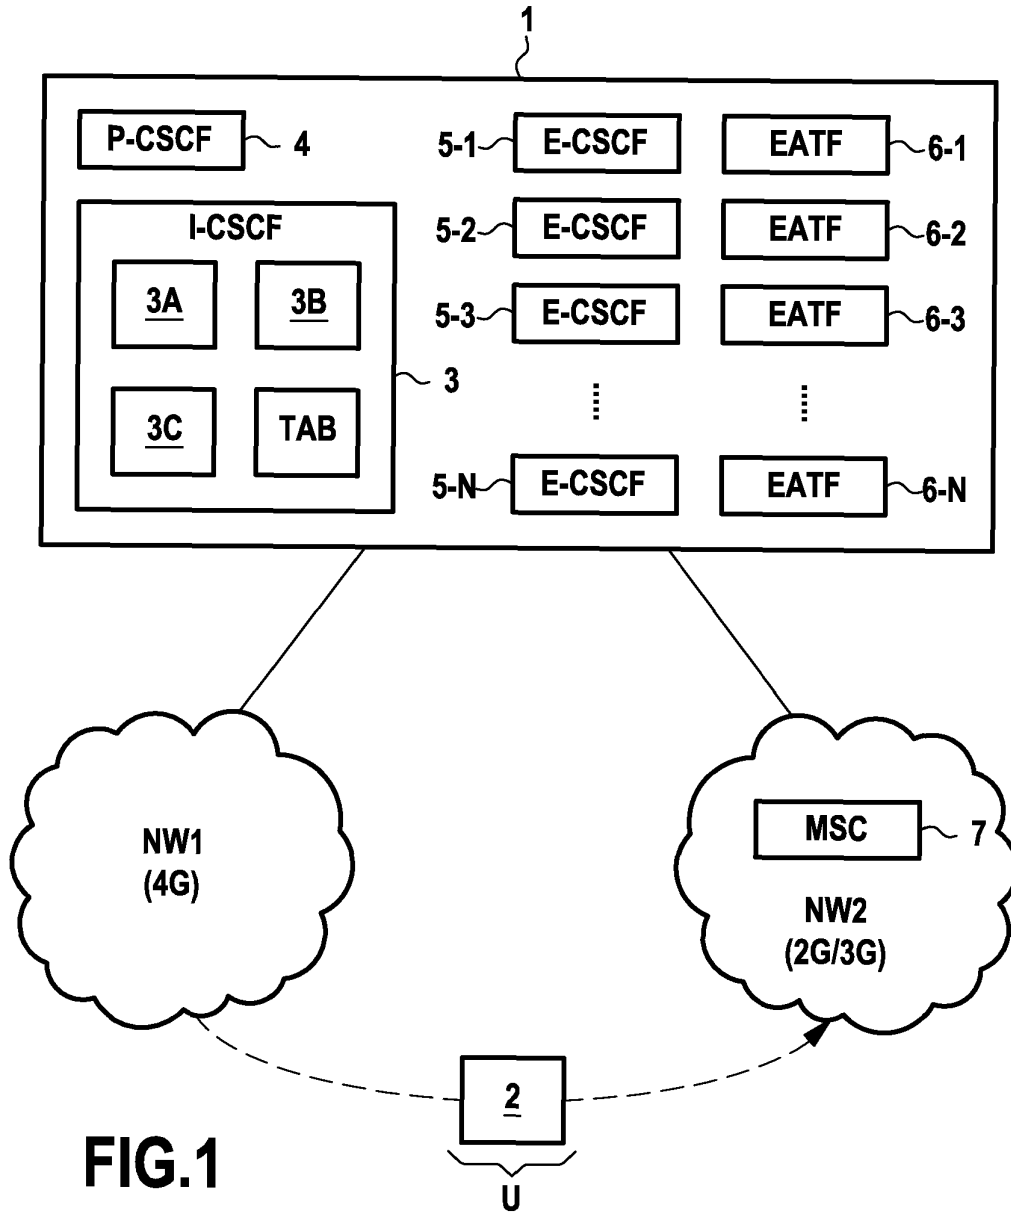 1
P-CSCF 4 5-1 E-CSCF EATF 6-1
I-CSCF 5-2 E-CSCF EATF 6-2
3A 3B 5-3 E-CSCF EATF 6-3
3
3C TAB
5-N E-CSCF EATF 6-N
MSC 7
NW1
(4G)
NW2
(2G/3G)
2
FIG.1
U